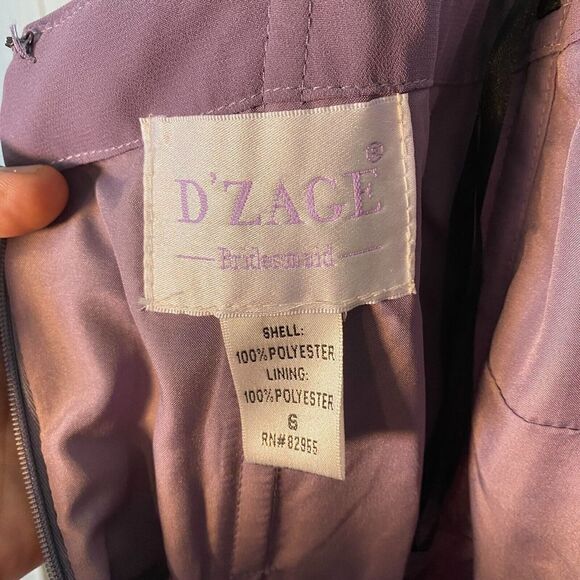 D'ZAGE®
Bridesmaid
SHELL:
100%POLYESTER
LINING:
100%POLYESTER
6
RN#82955